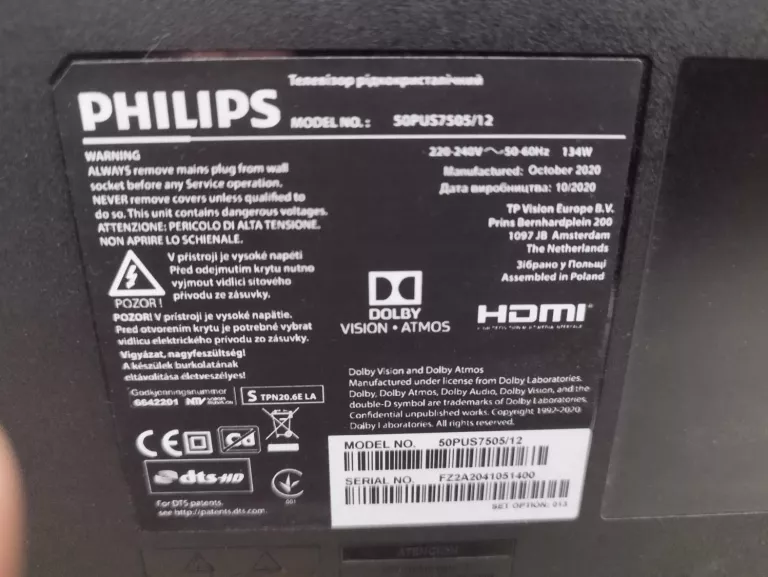 Телевізор рідкокристалічний
PHILIPS MODEL NO.: 50PUS7505/12
220-240V~50-60Hz 134W
Manufactured: October 2020
Дата виробництва: 10/2020
TP Vision Europe B.V.
Prins Bernhardplein 200
1097 JB Amsterdam
The Netherlands
Зібрано у Польщі
Assembled in Poland
WARNING
ALWAYS remove mains plug from wall
socket before any Service operation.
NEVER remove covers unless qualified to
do so. This unit contains dangerous voltages.
ATTENZIONE: PERICOLO DI ALTA TENSIONE.
NON APRIRE LO SCHIENALE.
V přístroji je vysoké napětí
Před odejmutím krytu nutno
vyjmout vidlici síťového
přívodu ze zásuvky.
POZOR !
POZOR! V prístroji je vysoké napätie.
Pred otvorením krytu je potrebné vybrat
vidlicu elektrického prívodu zo zásuvky.
Vigyázat, nagyfeszültség!
A készülek burkolatának
eltávolítása életveszélyes!
DOLBY
VISION·ATMOS
HDMI
Dolby Vision and Dolby Atmos
Manufactured under license from Dolby Laboratories.
Dolby, Dolby Atmos, Dolby Audio, Dolby Vision, and the
double-D symbol are trademarks of Dolby Laboratories.
Confidential unpublished works. Copyright 1992-2020
Dolby Laboratories. All rights reserved.
Godkjenningsnummer
6642201
S TPN20.6E LA
CE Cd
dts-HD
001
For DTS patents,
see http://patents.dts.com
MODEL NO. 50PUS7505/12
SERIAL NO. FZ2A2041051400
SET OPTION: 013
ATENCION